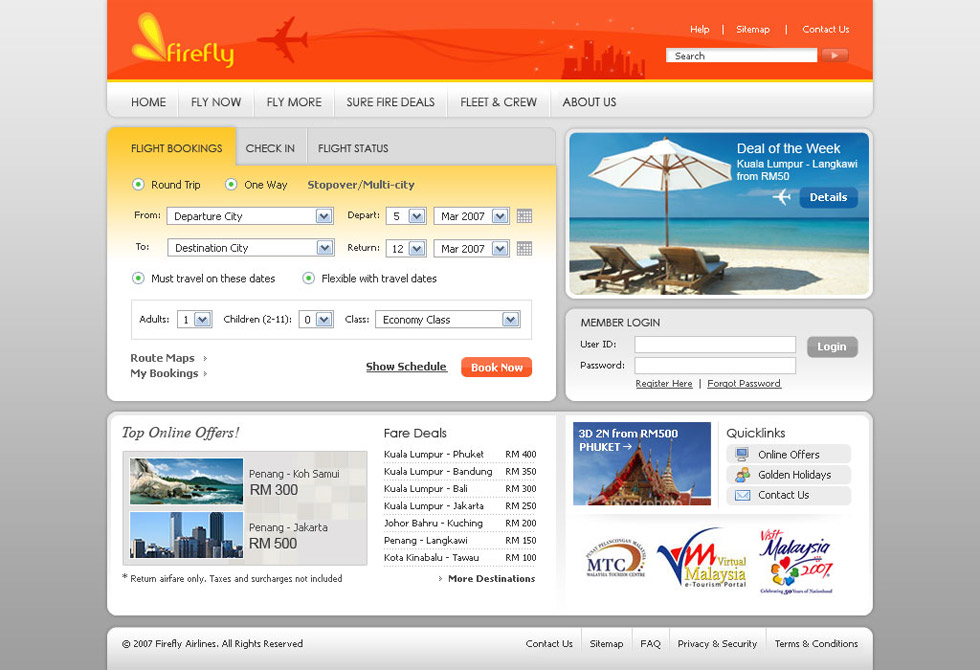 firefly
Help | Sitemap | Contact Us
Search
HOME
FLY NOW
FLY MORE
SURE FIRE DEALS
FLEET & CREW
ABOUT US
FLIGHT BOOKINGS
CHECK IN
FLIGHT STATUS
Round Trip
One Way
Stopover/Multi-city
From: Departure City
Depart: 5 Mar 2007
To: Destination City
Return: 12 Mar 2007
Must travel on these dates
Flexible with travel dates
Adults: 1 Children (2-11): 0 Class: Economy Class
Route Maps
My Bookings
Show Schedule
Book Now
Deal of the Week
Kuala Lumpur - Langkawi
from RM50
Details
MEMBER LOGIN
User ID:
Password:
Login
Register Here | Forgot Password
Top Online Offers!
Penang - Koh Samui
RM 300
Penang - Jakarta
RM 500
* Return airfare only. Taxes and surcharges not included
Fare Deals
Kuala Lumpur - Phuket RM 400
Kuala Lumpur - Bandung RM 350
Kuala Lumpur - Bali RM 300
Kuala Lumpur - Jakarta RM 250
Johor Bahru - Kuching RM 200
Penang - Langkawi RM 150
Kota Kinabalu - Tawau RM 100
More Destinations
3D 2N from RM500
PHUKET →
Quicklinks
Online Offers
Golden Holidays
Contact Us
PUSAT PELANCONGAN MALAYSIA
MTC
MALAYSIA TOURISM CENTRE
VM Virtual
Malaysia
e-Tourism Portal
Visit
Malaysia
2007
Celebrating 50 Years of Nationhood
© 2007 Firefly Airlines. All Rights Reserved
Contact Us
Sitemap
FAQ
Privacy & Security
Terms & Conditions